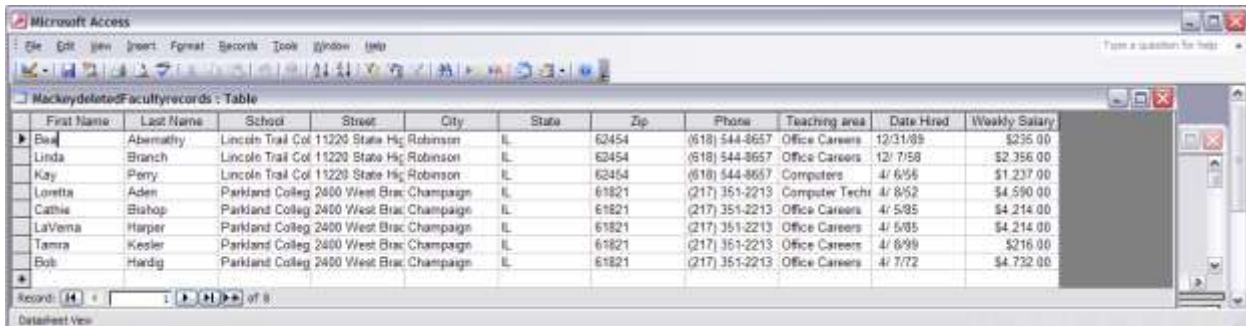 Microsoft Access
File Edit View Insert Format Records Tools Window Help Type a question for help
MackeydeletedFacultyrecords : Table
First Name Last Name School Street City State Zip Phone Teaching area Date Hired Weekly Salary
Bea Abernathy Lincoln Trail Col 11220 State Hig Robinson IL 62454 (618) 544-8657 Office Careers 12/31/89 $235.00
Linda Branch Lincoln Trail Col 11220 State Hig Robinson IL 62454 (618) 544-8657 Office Careers 12/ 7/58 $2,356.00
Kay Perry Lincoln Trail Col 11220 State Hig Robinson IL 62454 (618) 544-8657 Computers 4/ 6/56 $1,237.00
Loretta Aden Parkland Colleg 2400 West Brac Champaign IL 61821 (217) 351-2213 Computer Techn 4/ 8/52 $4,590.00
Cathie Bishop Parkland Colleg 2400 West Brac Champaign IL 61821 (217) 351-2213 Office Careers 4/ 5/85 $4,214.00
LaVerna Harper Parkland Colleg 2400 West Brac Champaign IL 61821 (217) 351-2213 Office Careers 4/ 5/85 $4,214.00
Tamra Kesler Parkland Colleg 2400 West Brac Champaign IL 61821 (217) 351-2213 Office Careers 4/ 8/99 $216.00
Bob Hardig Parkland Colleg 2400 West Brac Champaign IL 61821 (217) 351-2213 Office Careers 4/ 7/72 $4,732.00
Record: 1 of 8
Datasheet View